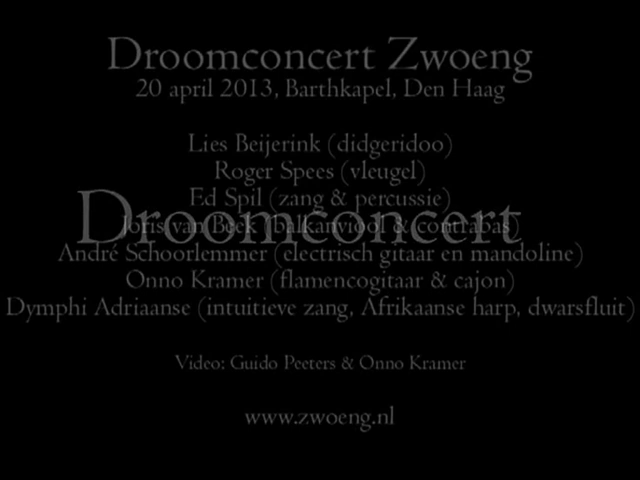 Droomconcert Zwoeng
20 april 2013, Barthkapel, Den Haag
Lies Beijerink (didgeridoo)
Roger Spees (vleugel)
Ed Spil (zang & percussie)
Droomconcert
Joris van Beek (balkanviool & contrabas)
André Schoorlemmer (electrisch gitaar en mandoline)
Onno Kramer (flamencogitaar & cajon)
Dymphi Adriaanse (intuitieve zang, Afrikaanse harp, dwarsfluit)
Video: Guido Peeters & Onno Kramer
www.zwoeng.nl